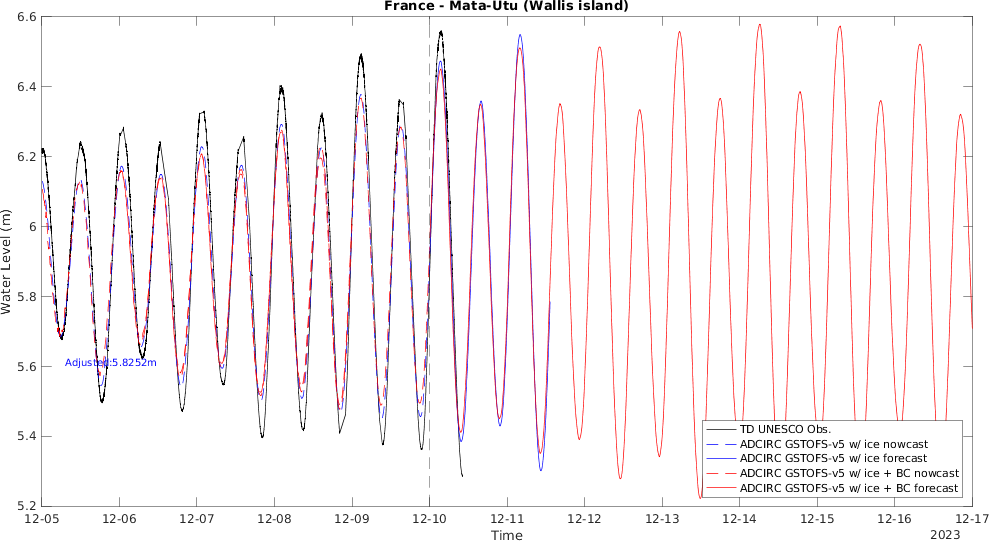 France - Mata-Utu (Wallis island)
6.6
6.4
6.2
6
5.8
5.6
5.4
5.2
Water Level (m)
Adjusted:5.8252m
TD UNESCO Obs.
ADCIRC GSTOFS-v5 w/ ice nowcast
ADCIRC GSTOFS-v5 w/ ice forecast
ADCIRC GSTOFS-v5 w/ ice + BC nowcast
ADCIRC GSTOFS-v5 w/ ice + BC forecast
12-05 12-06 12-07 12-08 12-09 12-10 12-11 12-12 12-13 12-14 12-15 12-16 12-17
Time
2023